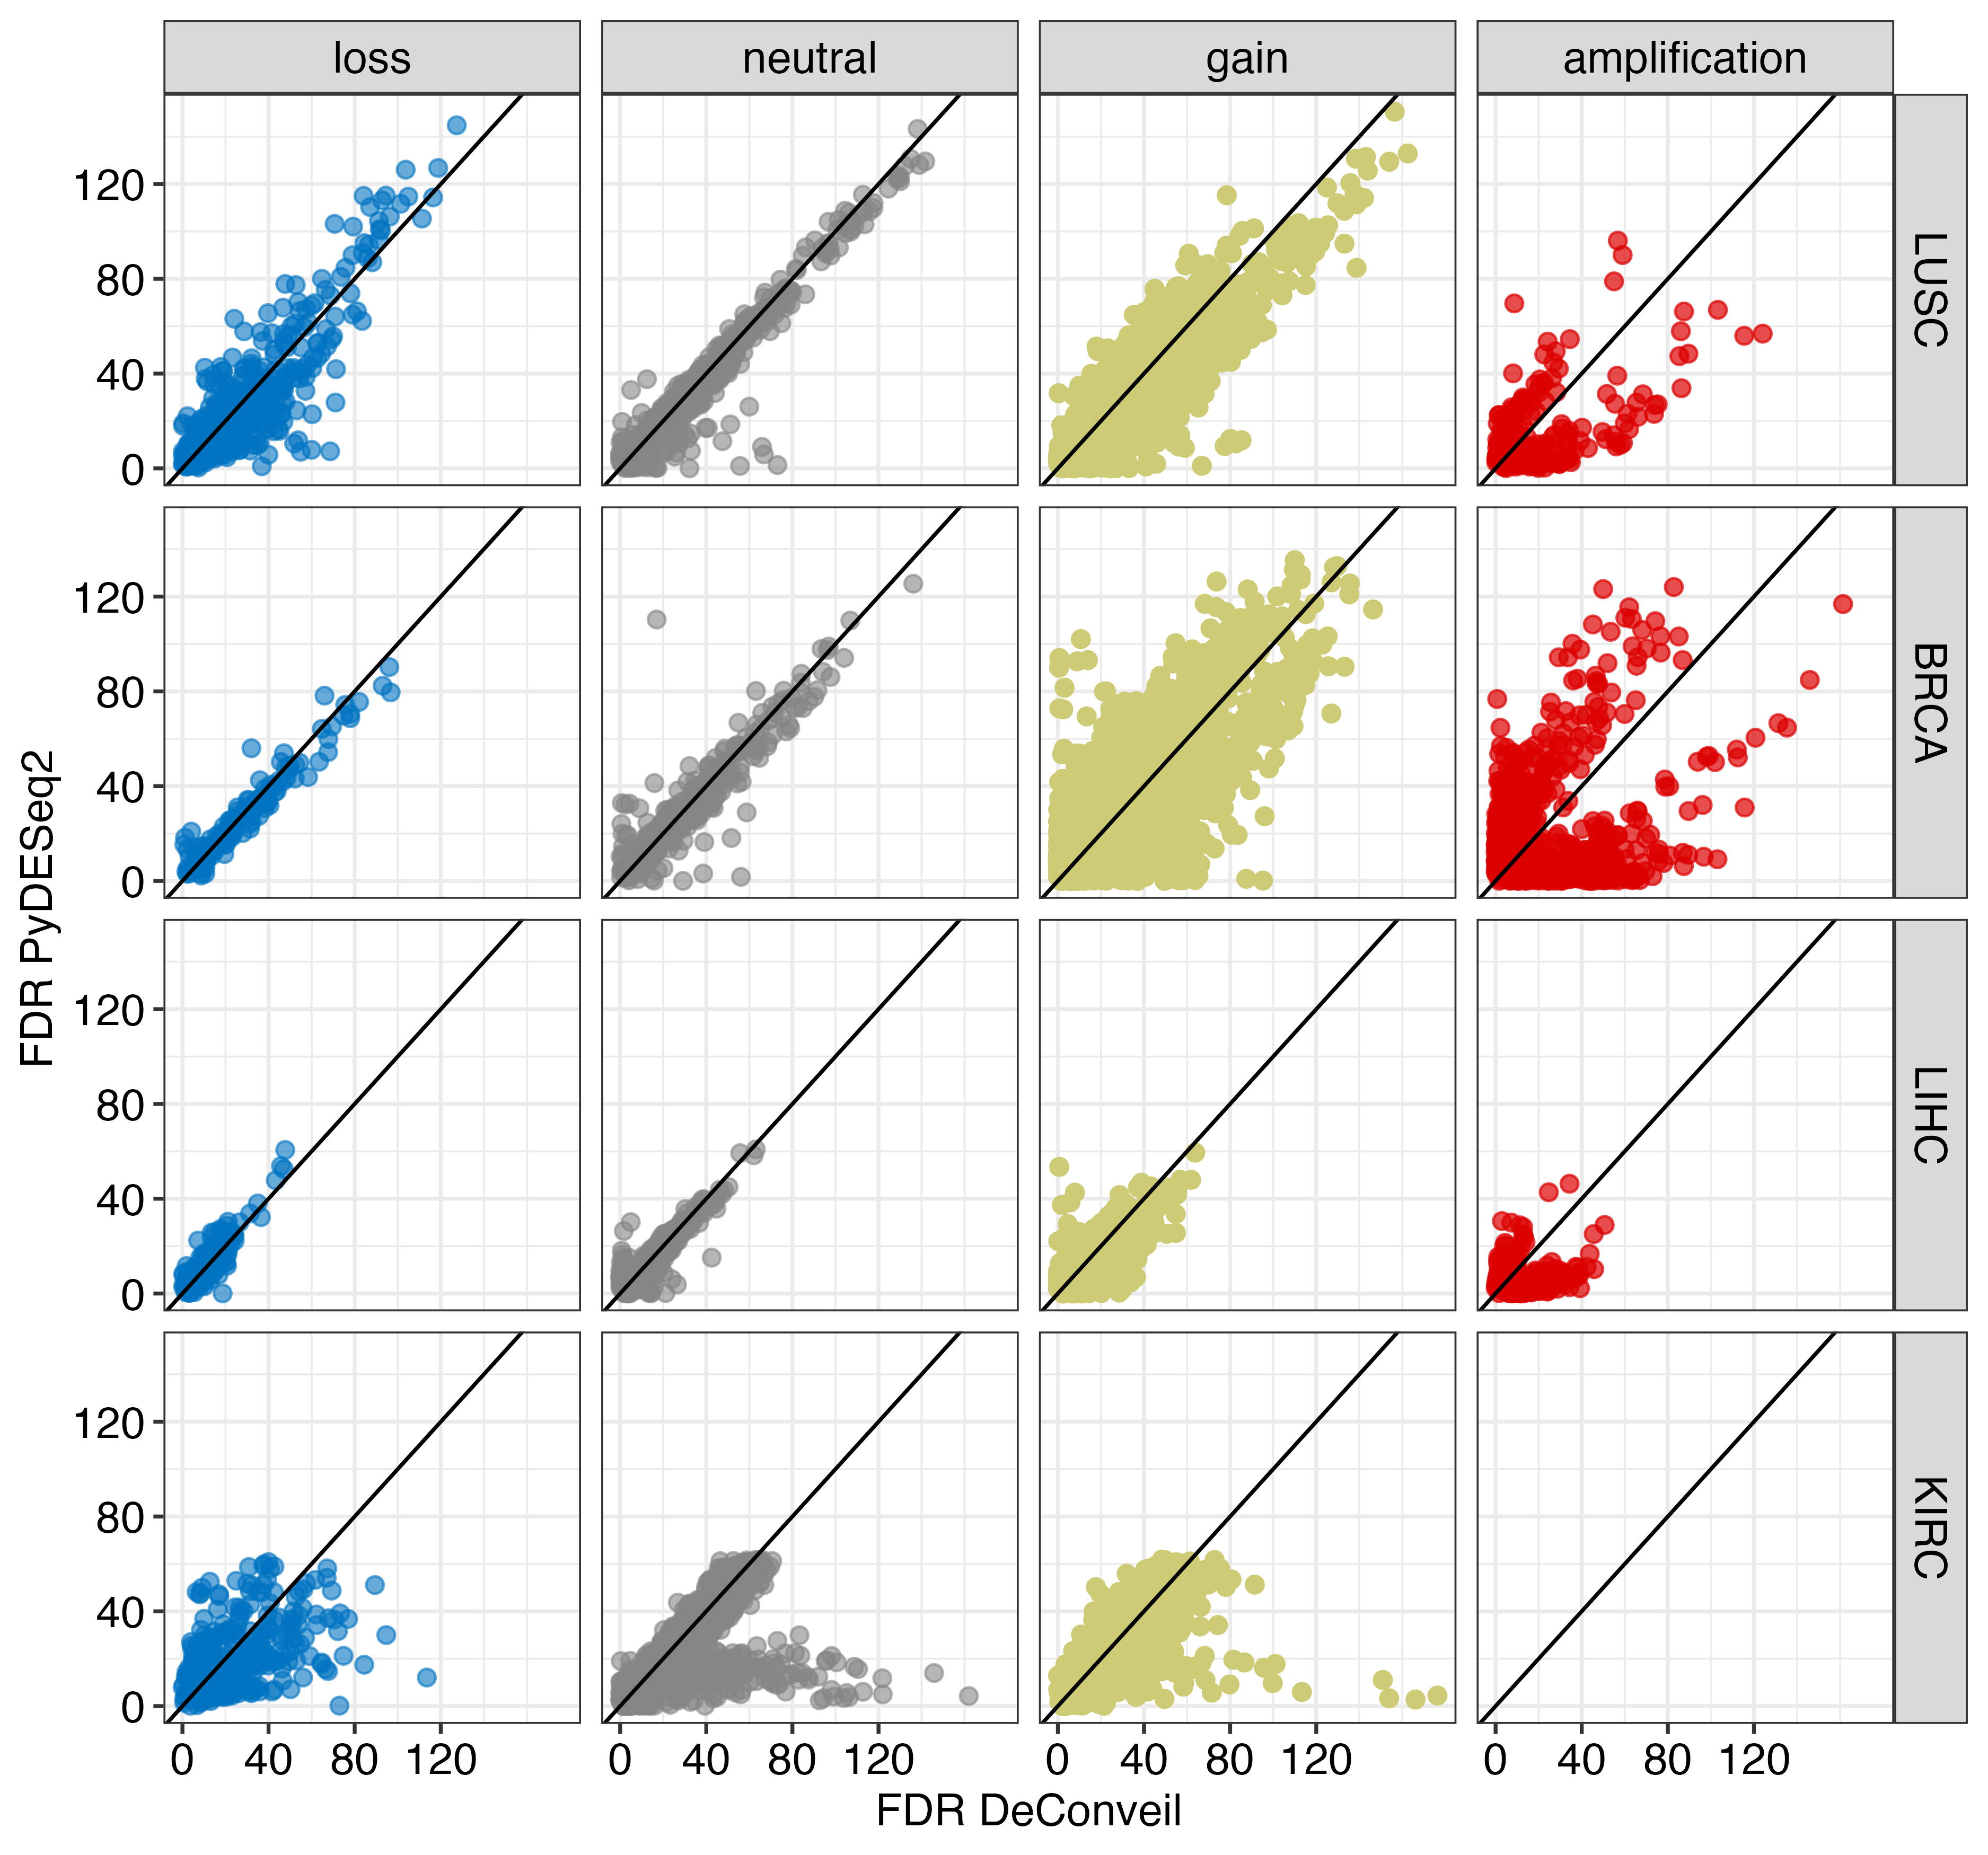 loss neutral gain amplification
120 80 40 0 LUSC
120 80 40 0 BRCA
120 80 40 0 LIHC
120 80 40 0 KIRC
FDR PyDESeq2
0 40 80 120 0 40 80 120 0 40 80 120 0 40 80 120
FDR DeConveil